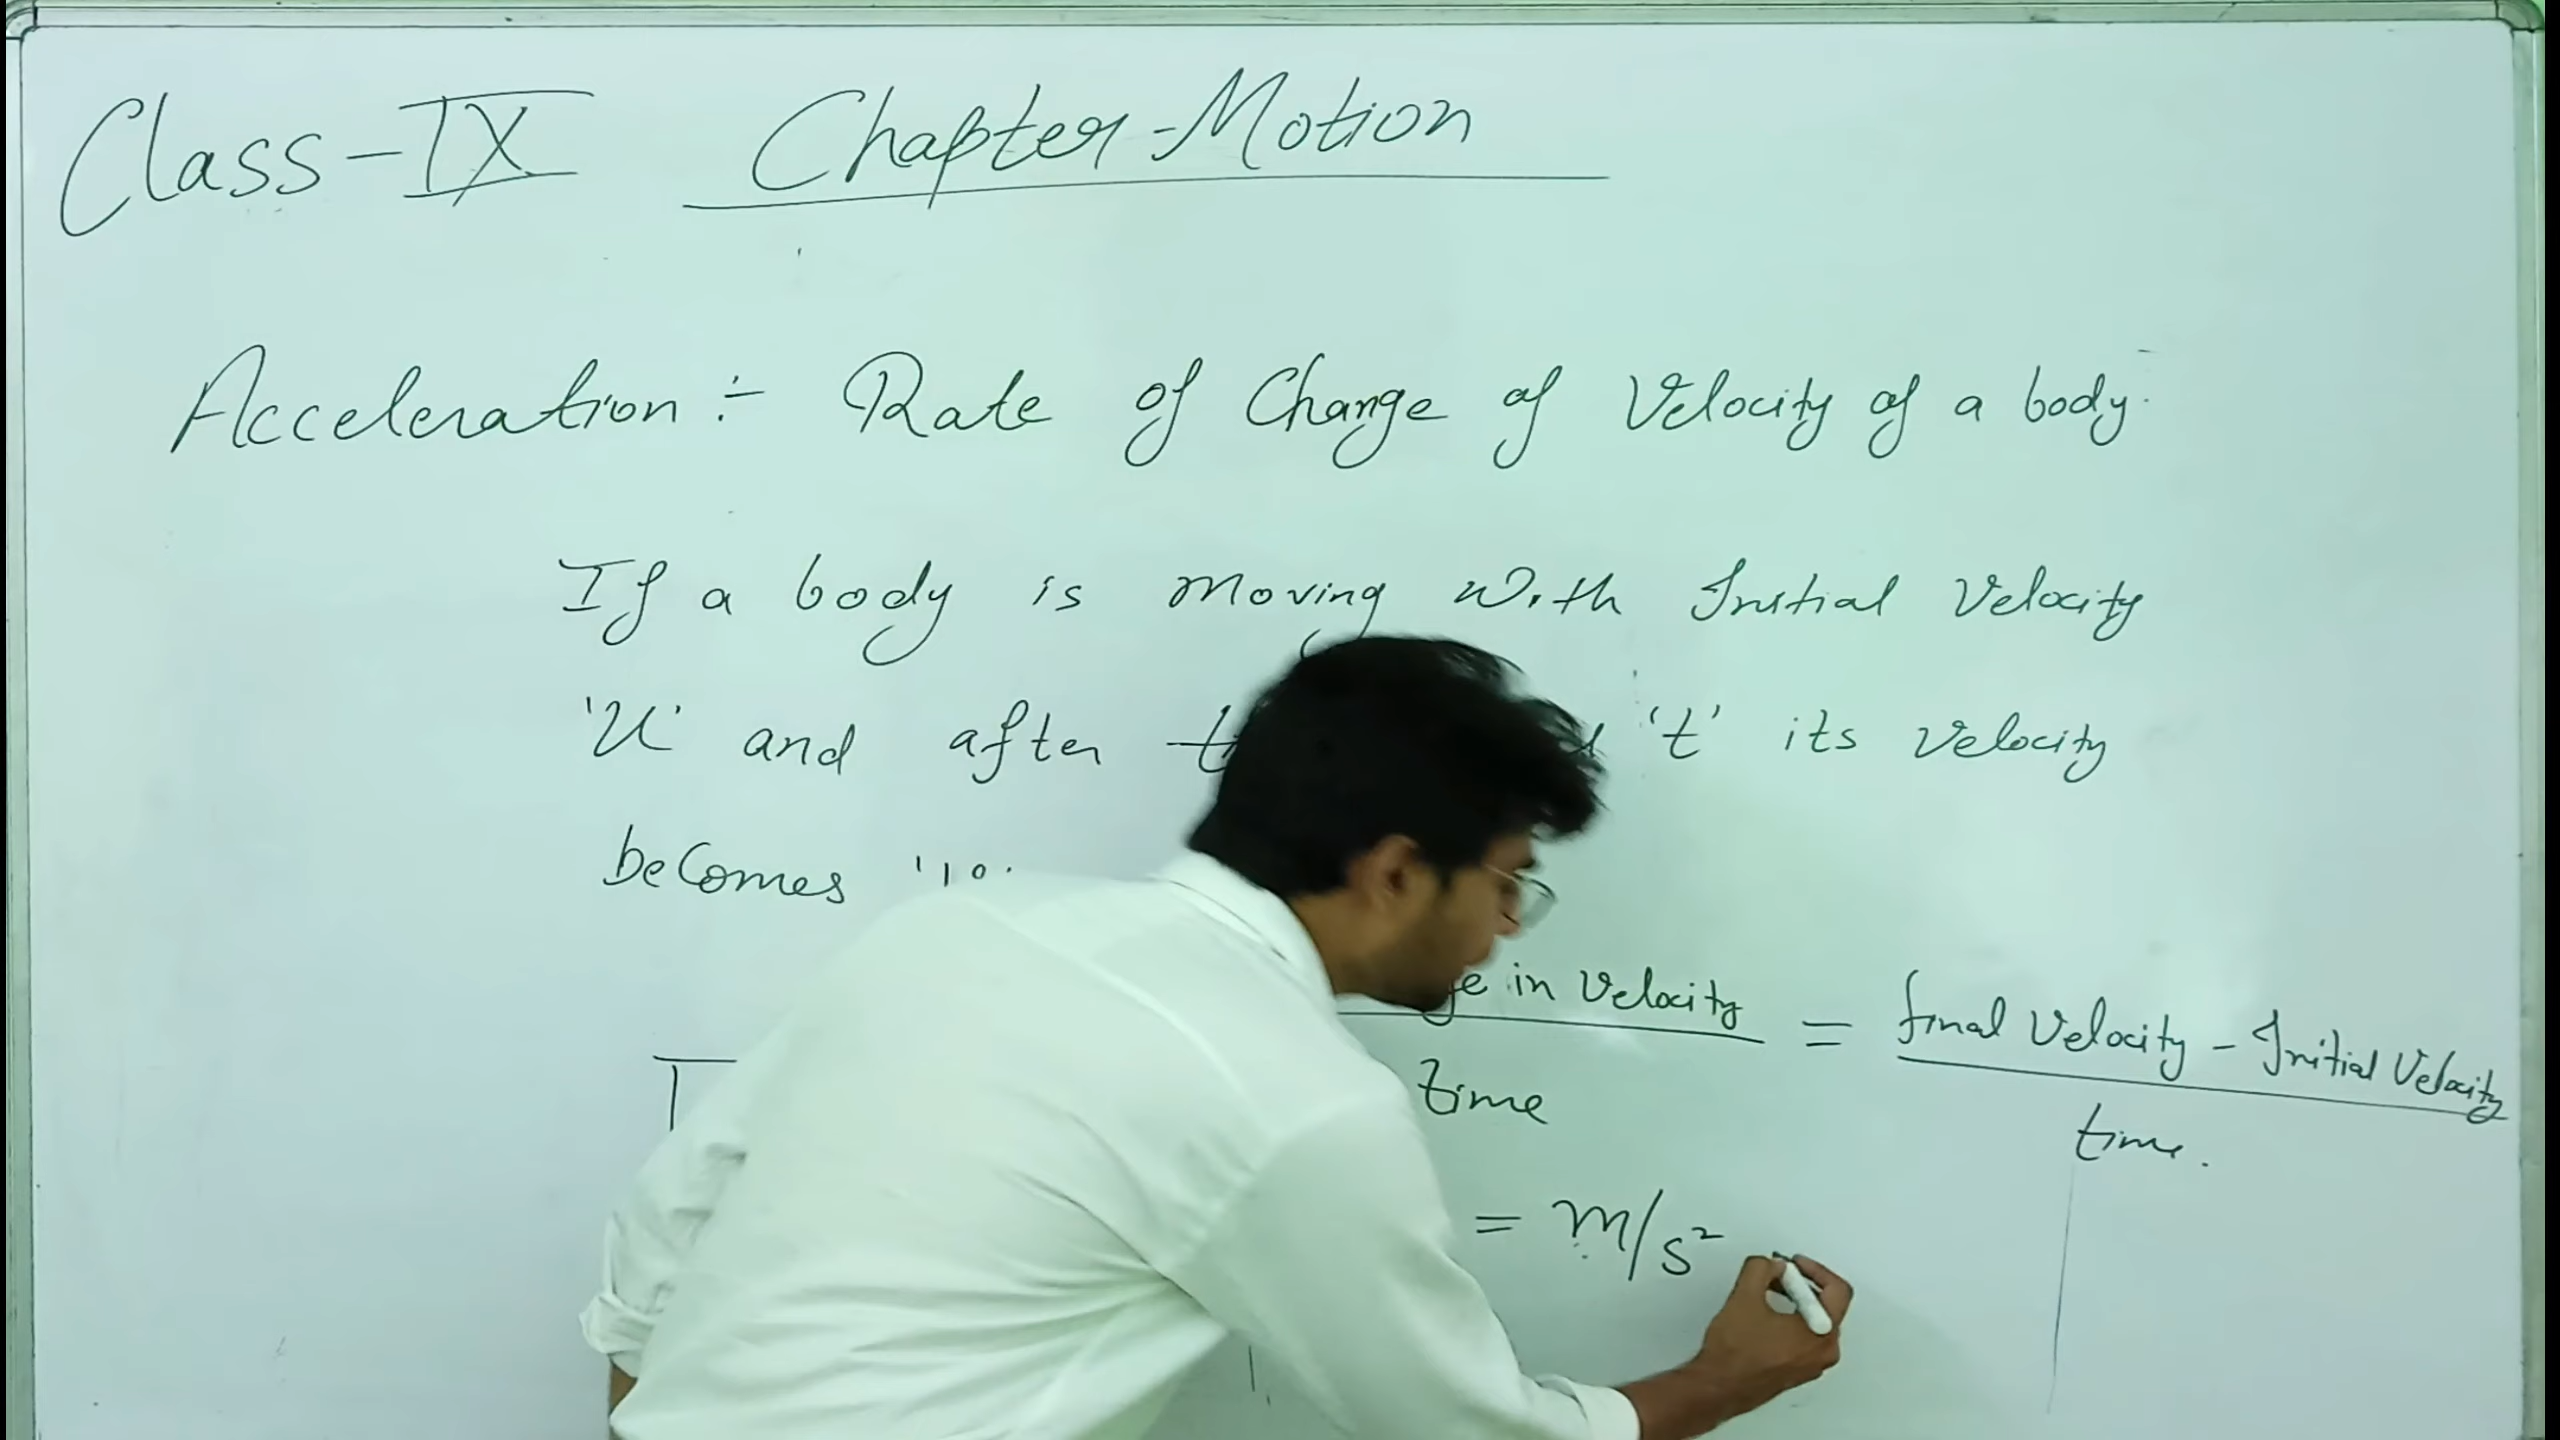 Class-IX Chapter-Motion
Acceleration :- Rate of Change of Velocity of a body.
If a body is moving with Initial Velocity
'u' and after 't' its velocity
becomes
in Velocity = final Velocity - Initial Velocity
time time.
= m/s²